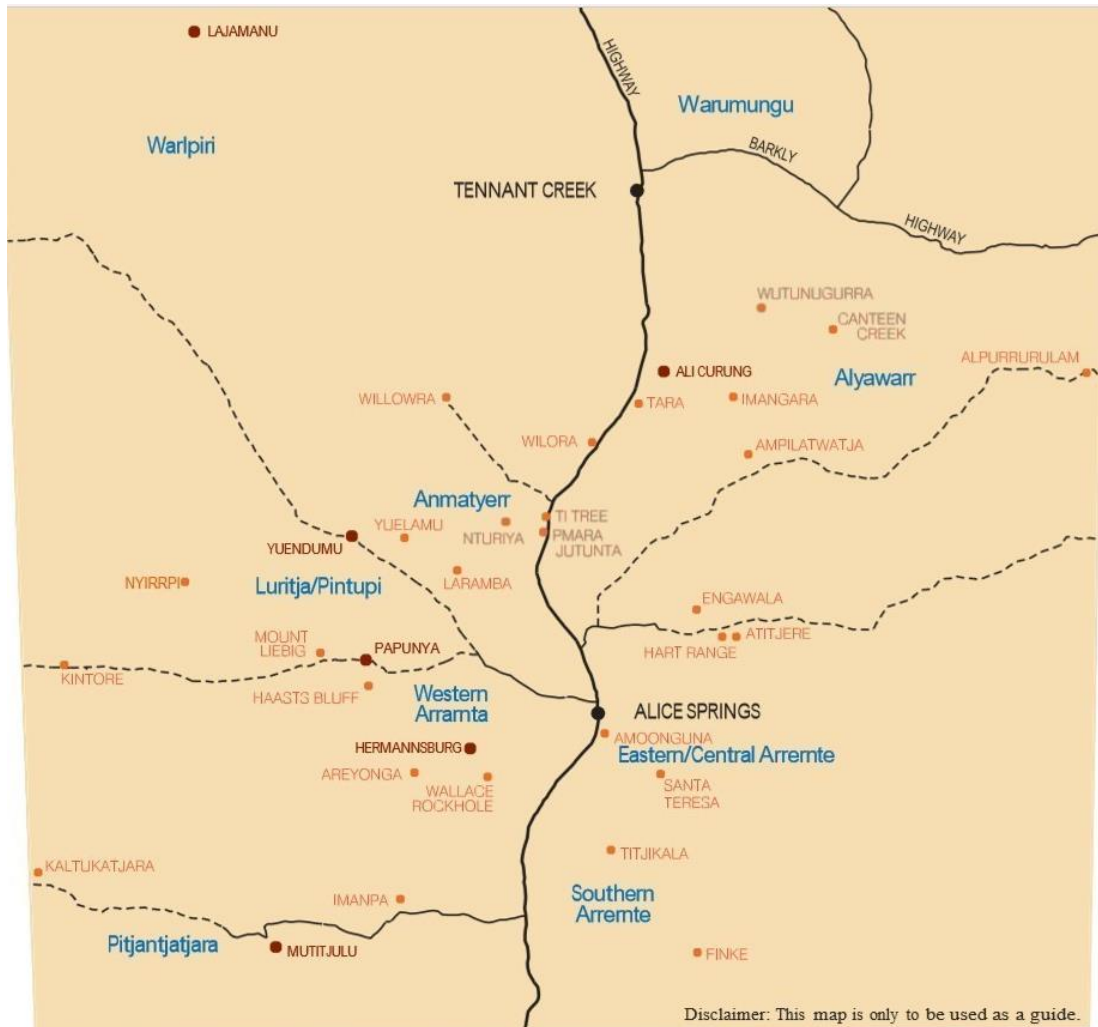 LAJAMANU
HIGHWAY
Warumungu
Warlpiri
BARKLY
TENNANT CREEK
HIGHWAY
WUTUNUGURRA
CANTEEN
CREEK
ALPURRURULAM
ALI CURUNG
Alyawarr
WILLOWRA
TARA
IMANGARA
WILORA
AMPILATWATJA
Anmatyerr
TI TREE
YUELAMU
NTURIYA
PMARA
JUTUNTA
YUENDUMU
NYIRRPI
Luritja/Pintupi
LARAMBA
ENGAWALA
MOUNT
LIEBIG
PAPUNYA
HART RANGE
ATITJERE
KINTORE
HAASTS BLUFF
Western
Arrarnta
ALICE SPRINGS
AMOONGUNA
HERMANNSBURG
Eastern/Central Arrernte
AREYONGA
WALLACE
ROCKHOLE
SANTA
TERESA
TITJIKALA
KALTUKATJARA
IMANPA
Southern
Arrernte
Pitjantjatjara
MUTITJULU
FINKE
Disclaimer: This map is only to be used as a guide.